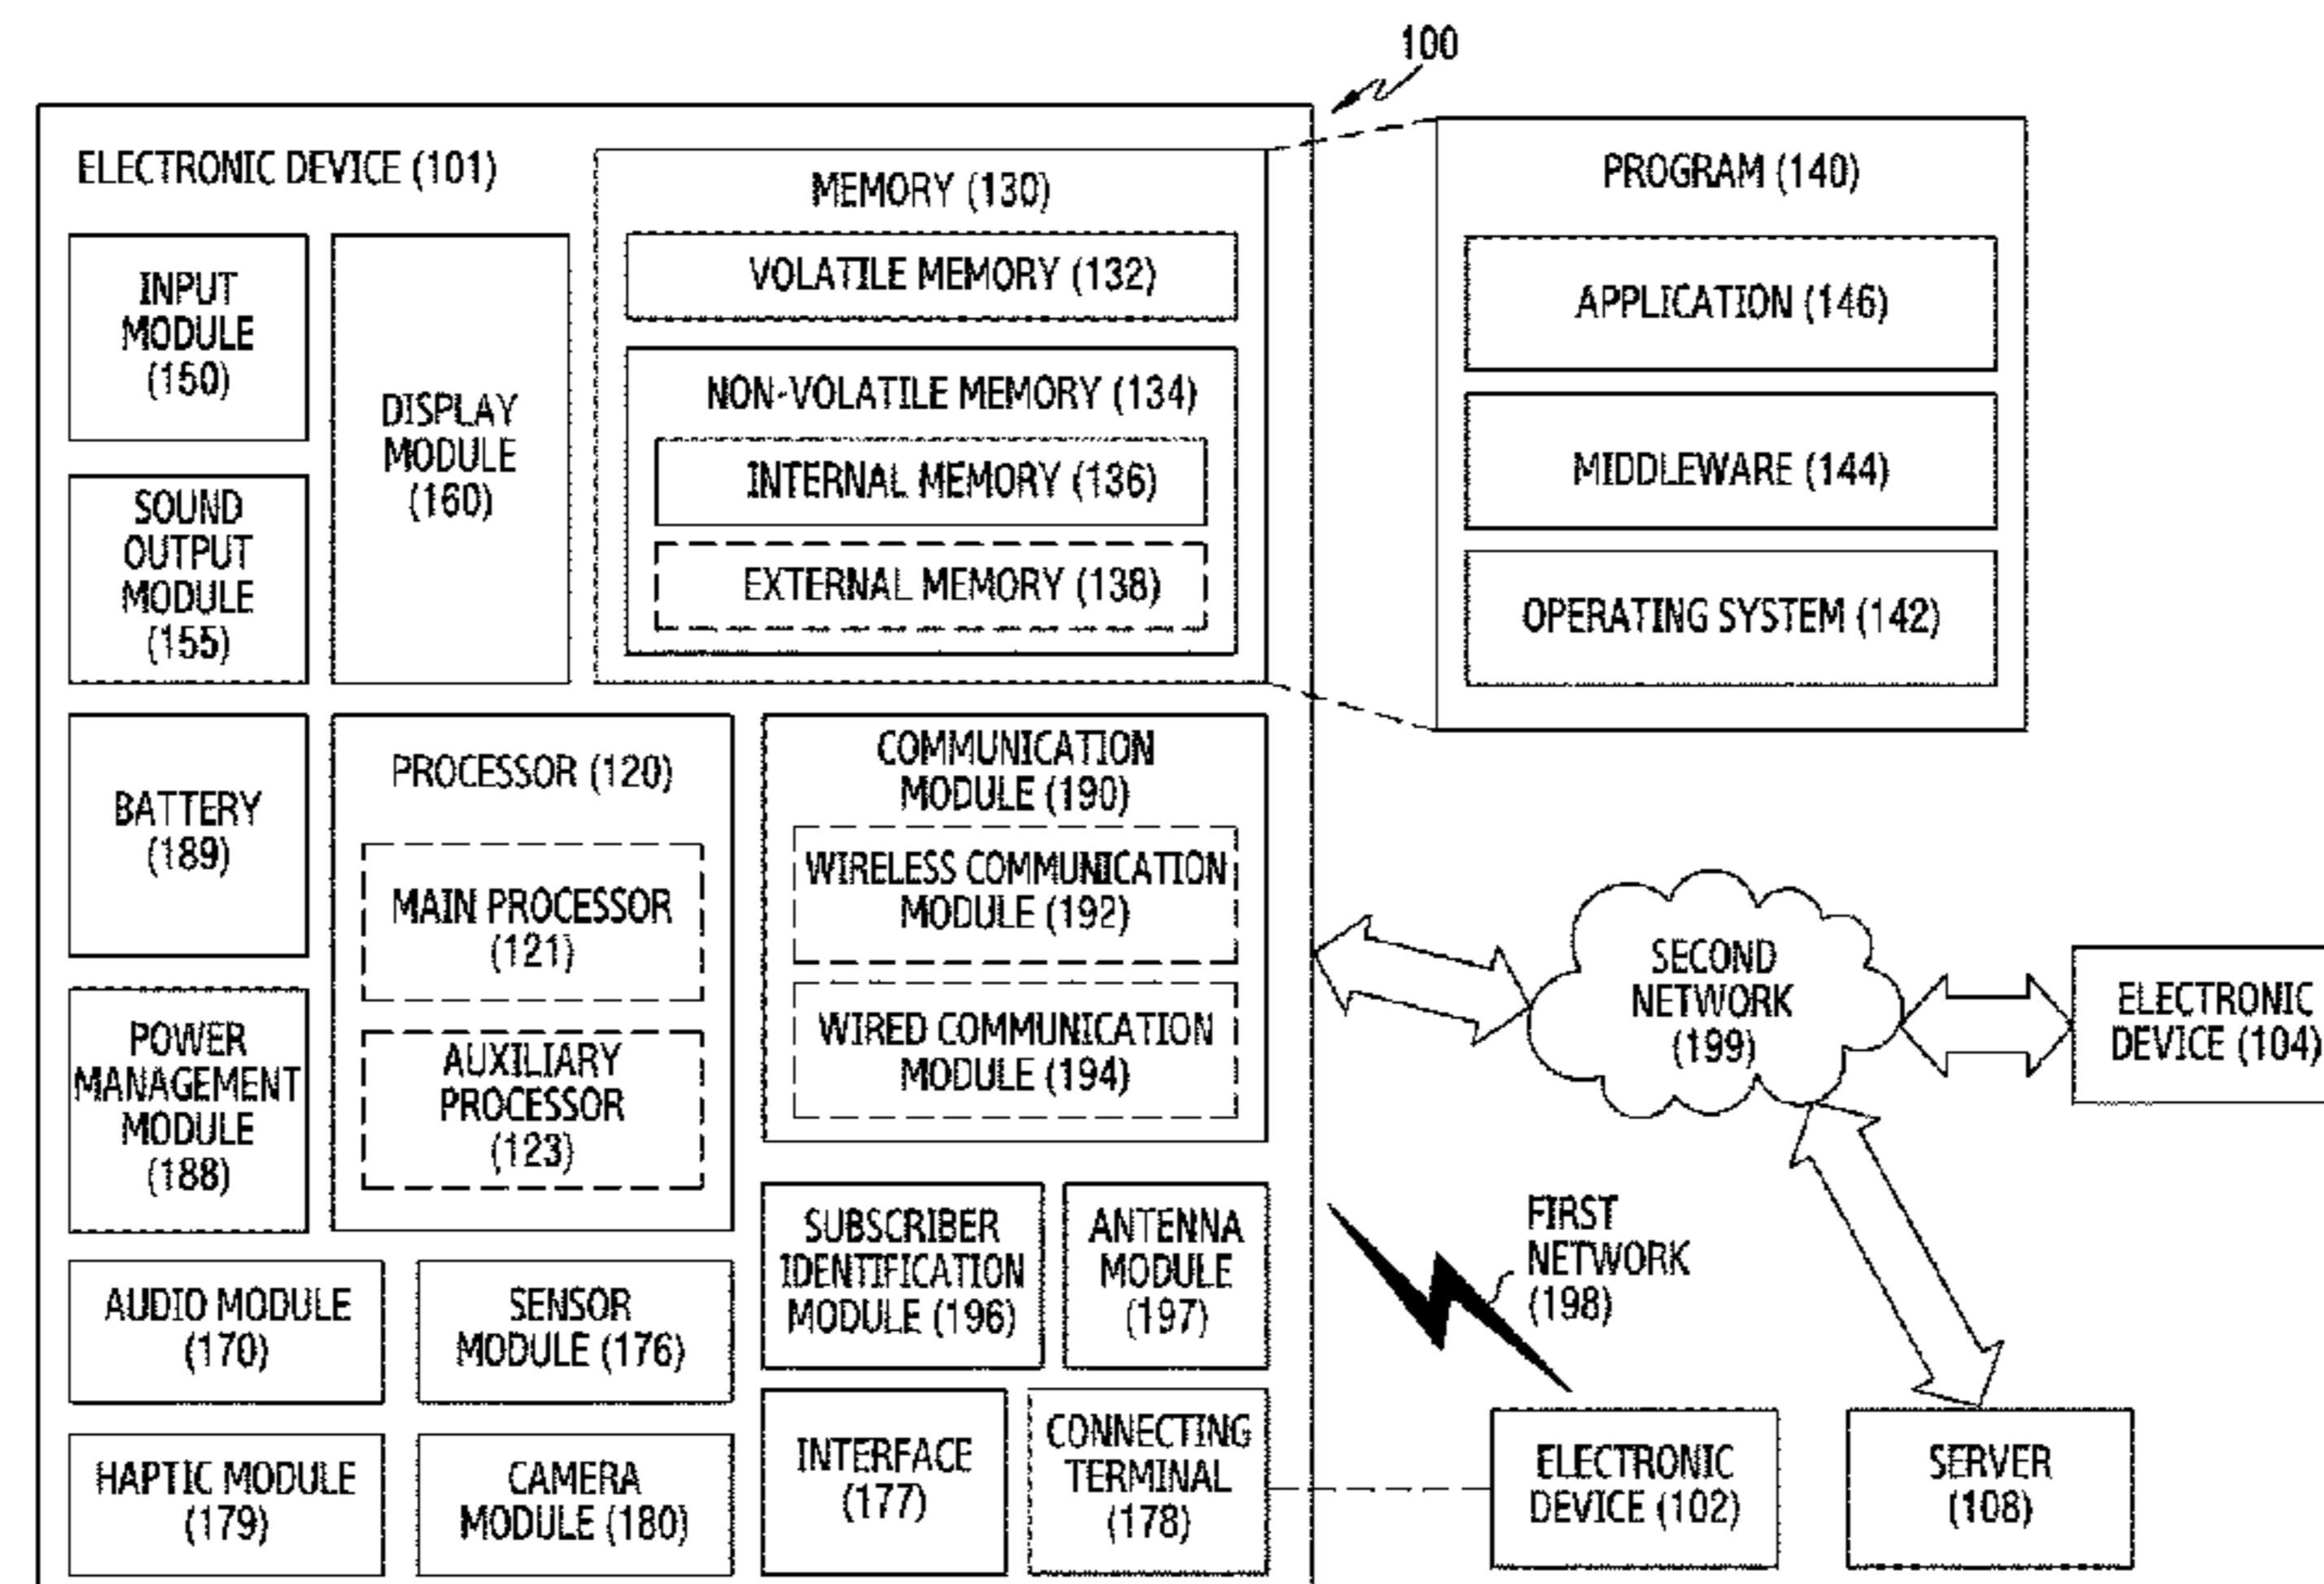 100
ELECTRONIC DEVICE (101)
INPUT
MODULE
(150)
SOUND
OUTPUT
MODULE
(155)
DISPLAY
MODULE
(160)
MEMORY (130)
VOLATILE MEMORY (132)
NON-VOLATILE MEMORY (134)
INTERNAL MEMORY (136)
EXTERNAL MEMORY (138)
PROGRAM (140)
APPLICATION (146)
MIDDLEWARE (144)
OPERATING SYSTEM (142)
BATTERY
(189)
POWER
MANAGEMENT
MODULE
(188)
PROCESSOR (120)
MAIN PROCESSOR
(121)
AUXILIARY
PROCESSOR
(123)
COMMUNICATION
MODULE (190)
WIRELESS COMMUNICATION
MODULE (192)
WIRED COMMUNICATION
MODULE (194)
SECOND
NETWORK
(199)
ELECTRONIC
DEVICE (104)
SUBSCRIBER
IDENTIFICATION
MODULE (196)
ANTENNA
MODULE
(197)
FIRST
NETWORK
(198)
AUDIO MODULE
(170)
SENSOR
MODULE (176)
HAPTIC MODULE
(179)
CAMERA
MODULE (180)
INTERFACE
(177)
CONNECTING
TERMINAL
(178)
ELECTRONIC
DEVICE (102)
SERVER
(108)